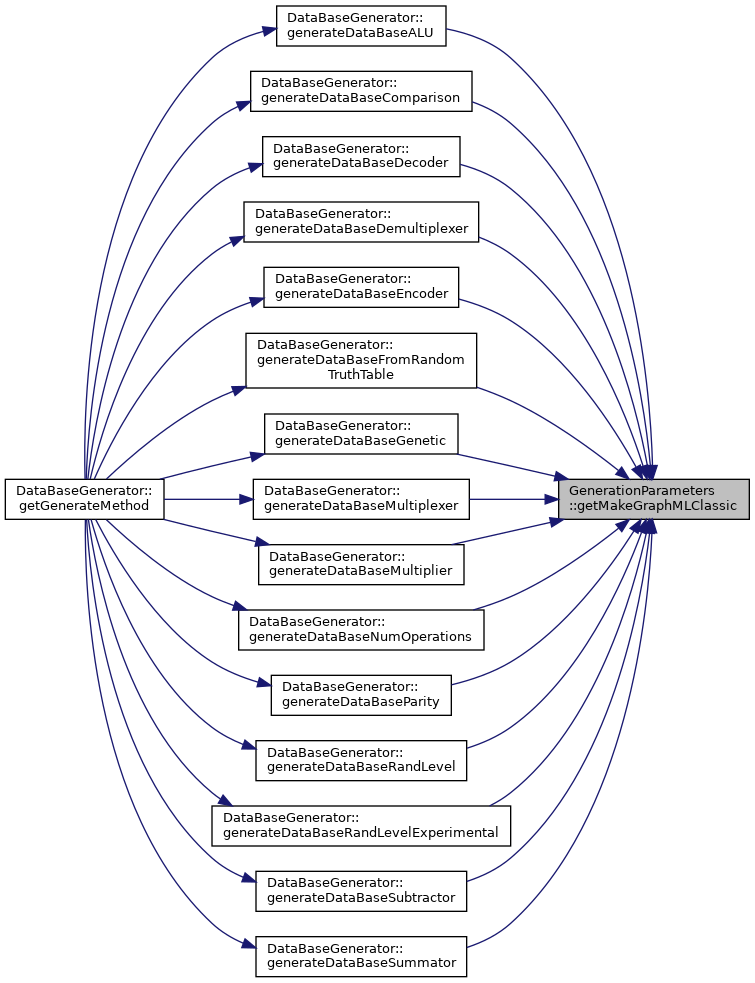 DataBaseGenerator::
generateDataBaseALU
DataBaseGenerator::
generateDataBaseComparison
DataBaseGenerator::
generateDataBaseDecoder
DataBaseGenerator::
generateDataBaseDemultiplexer
DataBaseGenerator::
generateDataBaseEncoder
DataBaseGenerator::
generateDataBaseFromRandom
TruthTable
DataBaseGenerator::
generateDataBaseGenetic
DataBaseGenerator::
getGenerateMethod
DataBaseGenerator::
generateDataBaseMultiplexer
GenerationParameters
::getMakeGraphMLClassic
DataBaseGenerator::
generateDataBaseMultiplier
DataBaseGenerator::
generateDataBaseNumOperations
DataBaseGenerator::
generateDataBaseParity
DataBaseGenerator::
generateDataBaseRandLevel
DataBaseGenerator::
generateDataBaseRandLevelExperimental
DataBaseGenerator::
generateDataBaseSubtractor
DataBaseGenerator::
generateDataBaseSummator